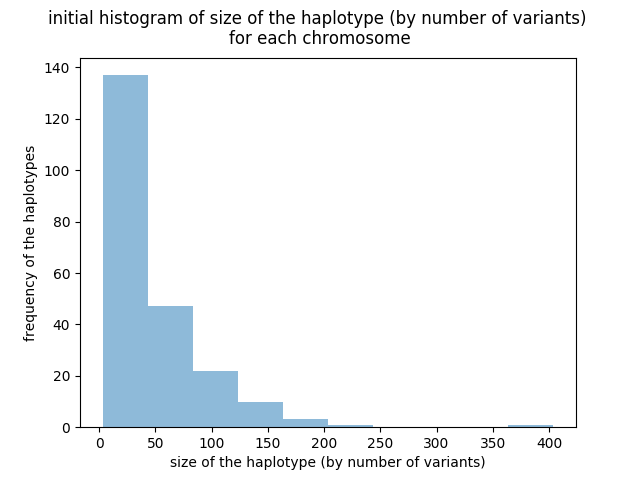 initial histogram of size of the haplotype (by number of variants)
for each chromosome
140
120
100
80
60
40
20
0
frequency of the haplotypes
0 50 100 150 200 250 300 350 400
size of the haplotype (by number of variants)